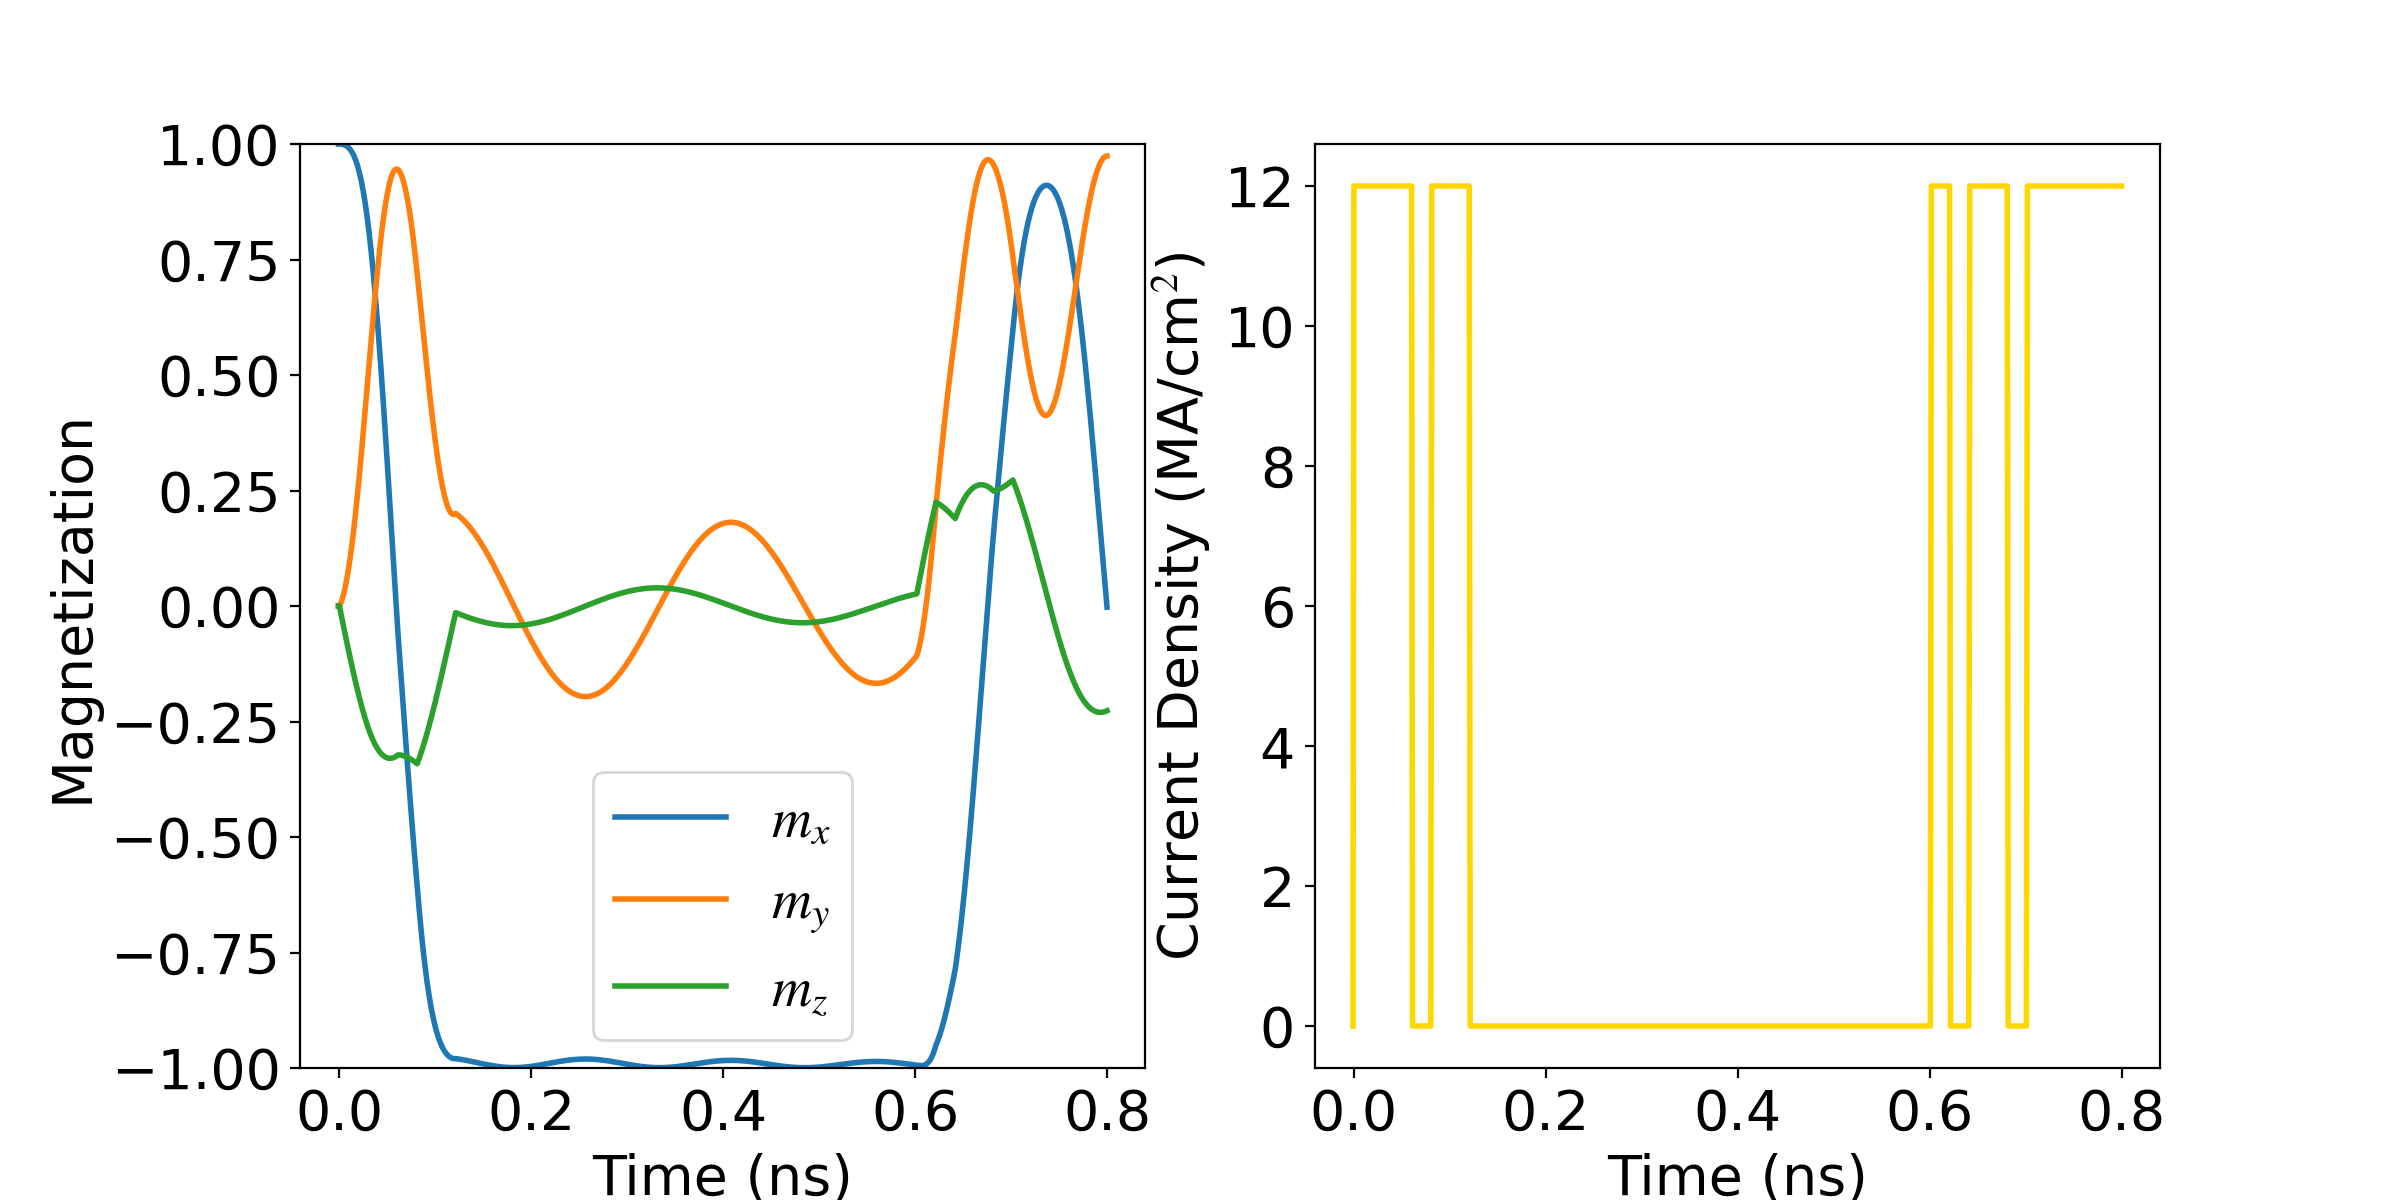 Magnetization
1.00
0.75
0.50
0.25
0.00
−0.25
−0.50
−0.75
−1.00
0.0 0.2 0.4 0.6 0.8
Time (ns)
m_x
m_y
m_z
Current Density (MA/cm²)
12
10
8
6
4
2
0
0.0 0.2 0.4 0.6 0.8
Time (ns)